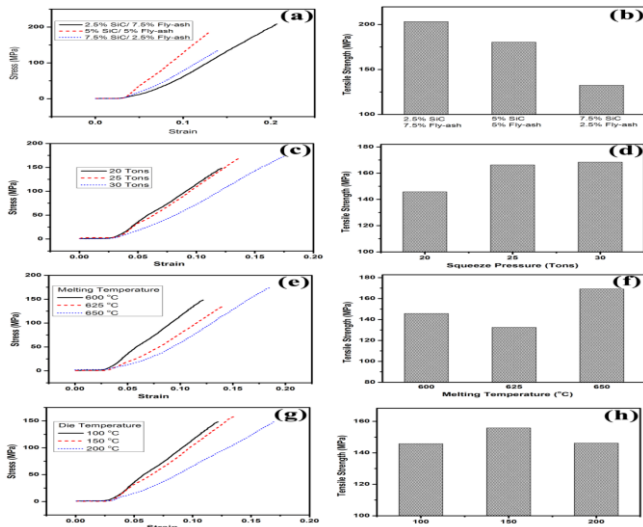 (a)
2.5% SiC/ 7.5% Fly-ash
5% SiC/ 5% Fly-ash
7.5% SiC/ 2.5% Fly-ash
Stress (MPa)
200
150
100
50
0
0.0 0.1 0.2
Strain
(b)
Tensile Strength (MPa)
200
150
100
2.5% SiC 5% SiC 7.5% SiC
7.5% Fly-ash 5% Fly-ash 2.5% Fly-ash
(c)
20 Tons
25 Tons
30 Tons
Stress (MPa)
200
150
100
50
0
0.00 0.05 0.10 0.15 0.20
Strain
(d)
Tensile Strength (MPa)
180
160
140
120
100
20 25 30
Squeeze Pressure (Tons)
(e)
Melting Temperature
600 °C
625 °C
650 °C
Stress (MPa)
200
150
100
50
0
0.00 0.05 0.10 0.15 0.20
Strain
(f)
Tensile Strength (MPa)
180
160
140
120
100
80
600 625 650
Melting Temperature (°C)
(g)
Die Temperature
100 °C
150 °C
200 °C
Stress (MPa)
150
100
50
0
0.00 0.05 0.10 0.15 0.20
Strain
(h)
Tensile Strength (MPa)
160
140
120
100
100 150 200